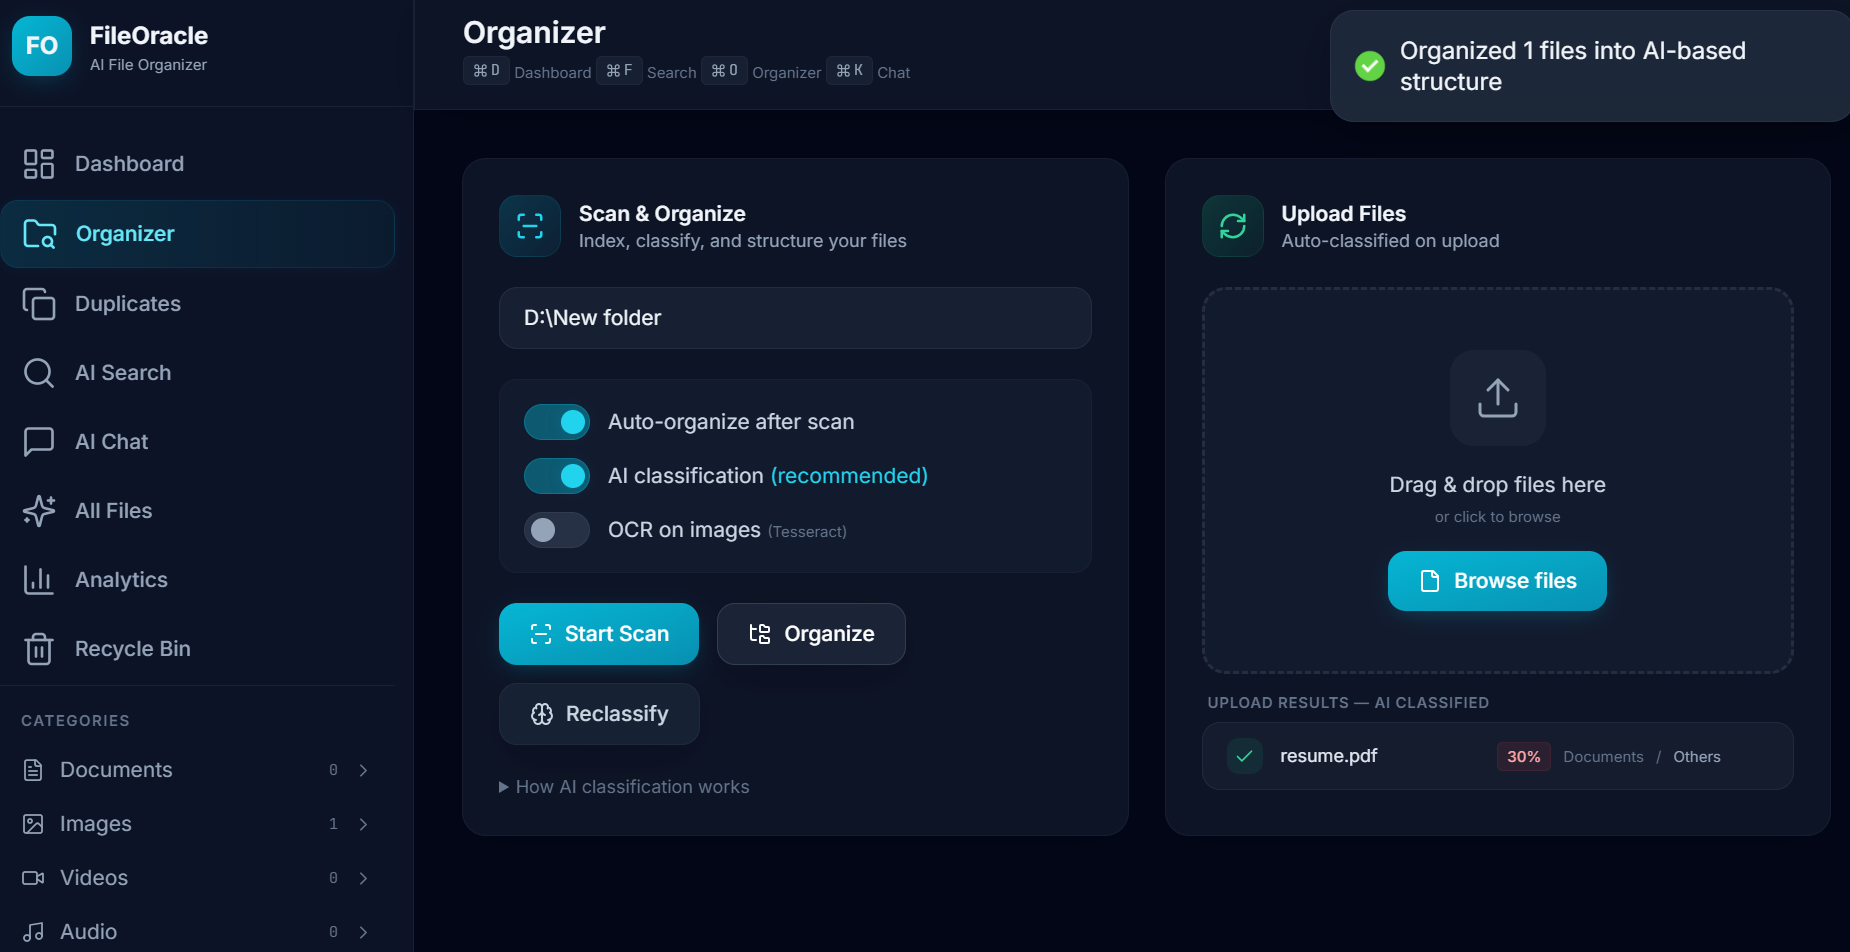 FO
FileOracle
AI File Organizer
Dashboard
Organizer
Duplicates
AI Search
AI Chat
All Files
Analytics
Recycle Bin
CATEGORIES
Documents 0
Images 1
Videos 0
Audio 0
Organizer
⌘ D Dashboard ⌘ F Search ⌘ O Organizer ⌘ K Chat
Organized 1 files into AI-based
structure
Scan & Organize
Index, classify, and structure your files
D:\New folder
Auto-organize after scan
AI classification (recommended)
OCR on images (Tesseract)
Start Scan
Organize
Reclassify
How AI classification works
Upload Files
Auto-classified on upload
Drag & drop files here
or click to browse
Browse files
UPLOAD RESULTS — AI CLASSIFIED
resume.pdf 30% Documents / Others